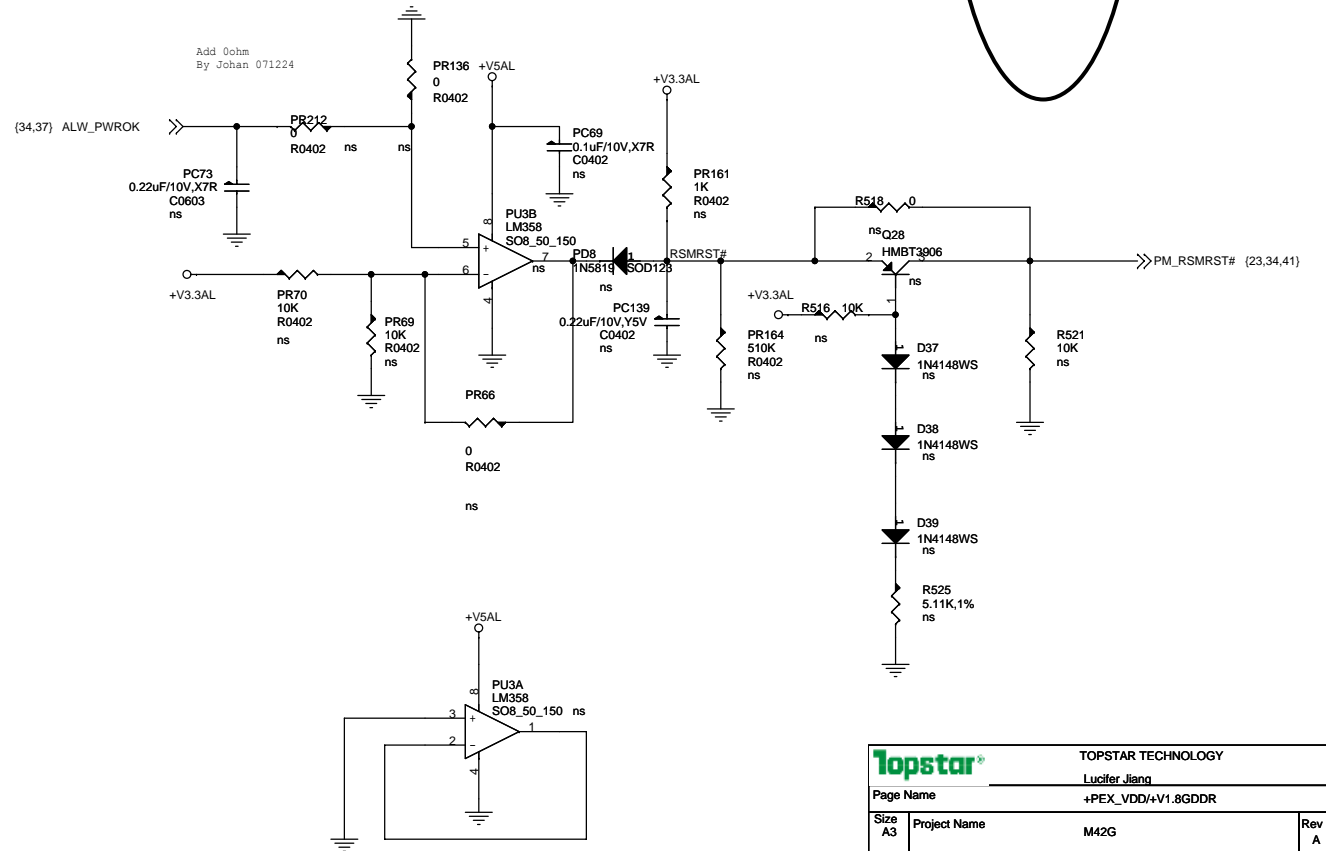 Add 0ohm
By Johan 071224
{34,37} ALW_PWROK
PR212
0
R0402
ns
ns
PR136
0
R0402
+V5AL
PC73
0.22uF/10V,X7R
C0603
ns
PC69
0.1uF/10V,X7R
C0402
ns
+V3.3AL
PR161
1K
R0402
ns
PU3B
LM358
SO8_50_150
ns
8
5
+
6
−
7
4
PD8
1N5819
SOD123
1
ns
RSMRST#
+V3.3AL
PR70
10K
R0402
ns
PR69
10K
R0402
ns
PR66
0
R0402
ns
PC139
0.22uF/10V,Y5V
C0402
ns
PR164
510K
R0402
ns
R518
0
ns
Q28
HMBT3906
ns
2
3
1
PM_RSMRST# {23,34,41}
+V3.3AL
R516
10K
ns
R521
10K
ns
1
D37
1N4148WS
ns
1
D38
1N4148WS
ns
1
D39
1N4148WS
ns
R525
5.11K,1%
ns
+V5AL
PU3A
LM358
SO8_50_150
ns
8
3
+
2
−
1
4
Topstar®
TOPSTAR TECHNOLOGY
Lucifer Jiang
Page Name
+PEX_VDD/+V1.8GDDR
Size
A3
Project Name
M42G
Rev
A